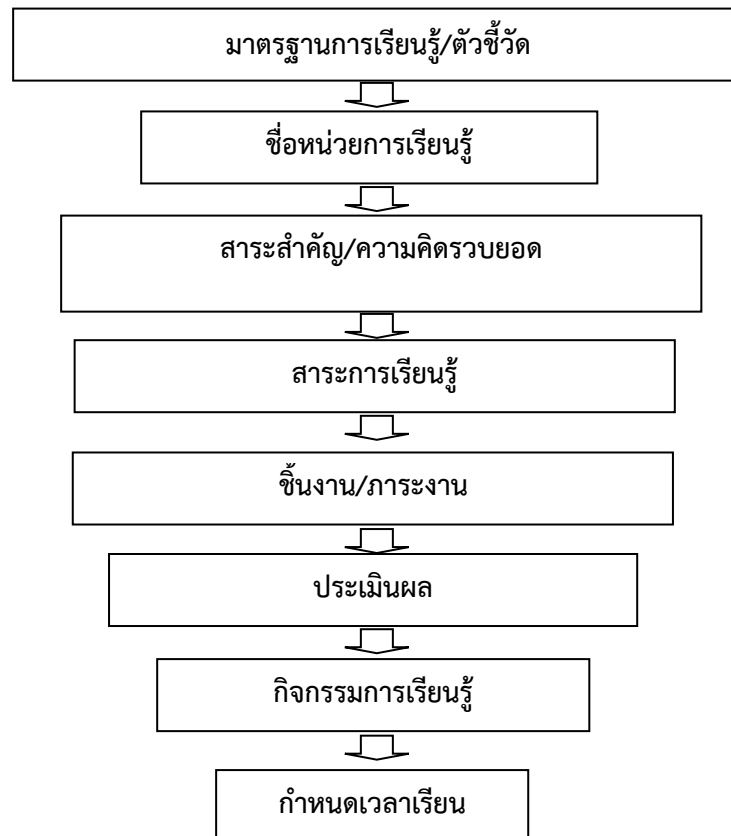 มาตรฐานการเรียนรู้/ตัวชี้วัด
ชื่อหน่วยการเรียนรู้
สาระสำคัญ/ความคิดรวบยอด
สาระการเรียนรู้
ชิ้นงาน/ภาระงาน
ประเมินผล
กิจกรรมการเรียนรู้
กำหนดเวลาเรียน